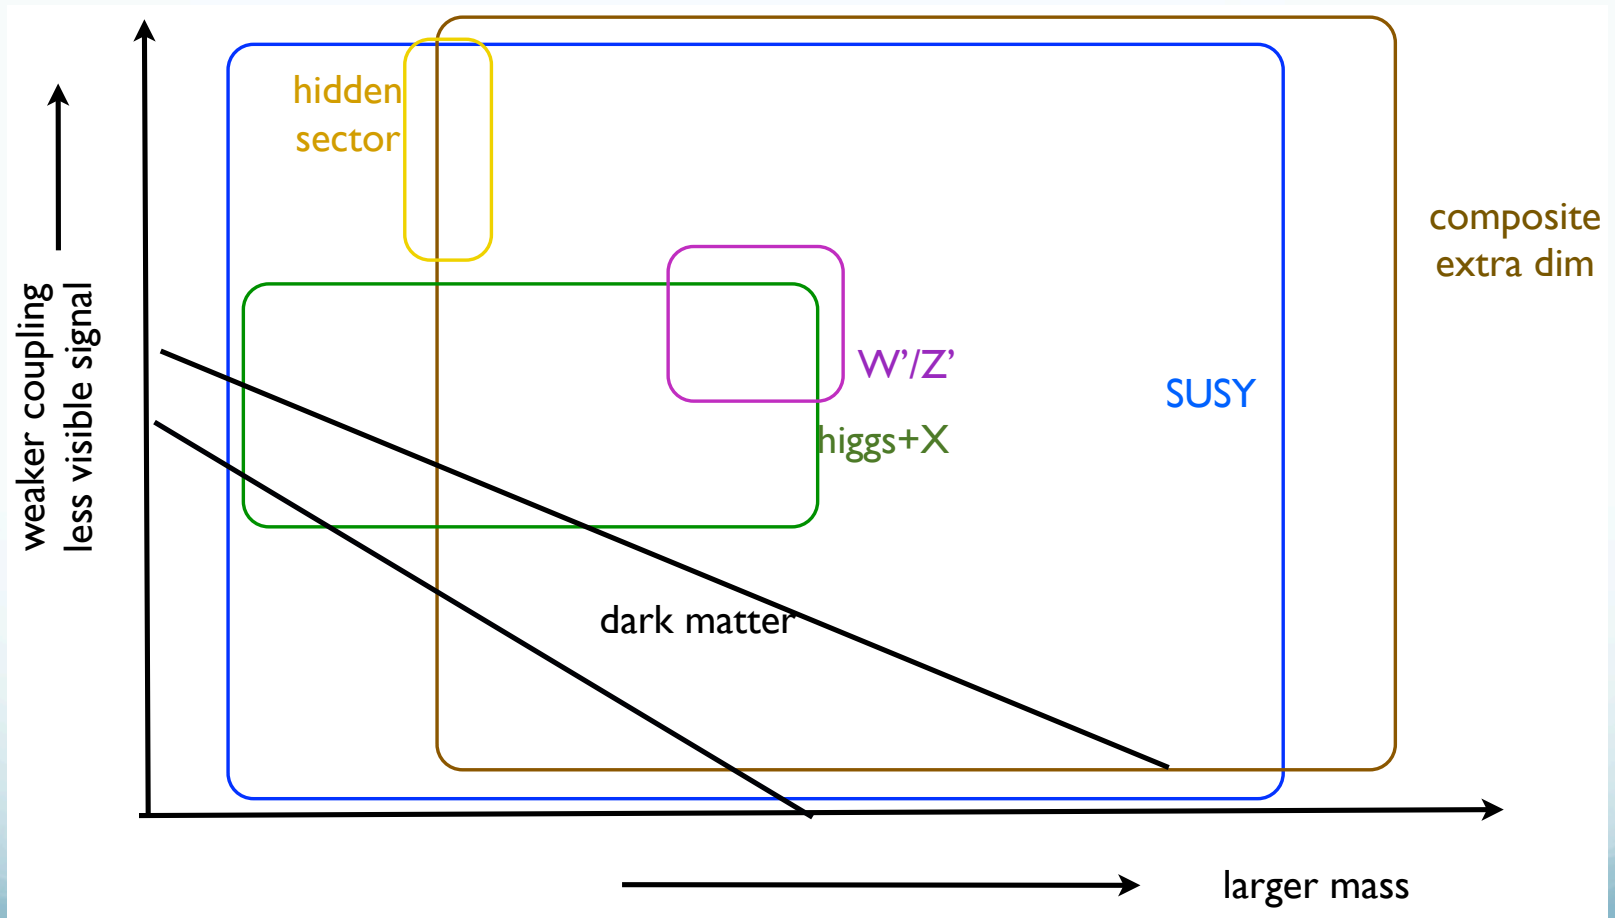 hidden
sector
composite
extra dim
weaker coupling
less visible signal
W'/Z'
SUSY
higgs+X
dark matter
larger mass